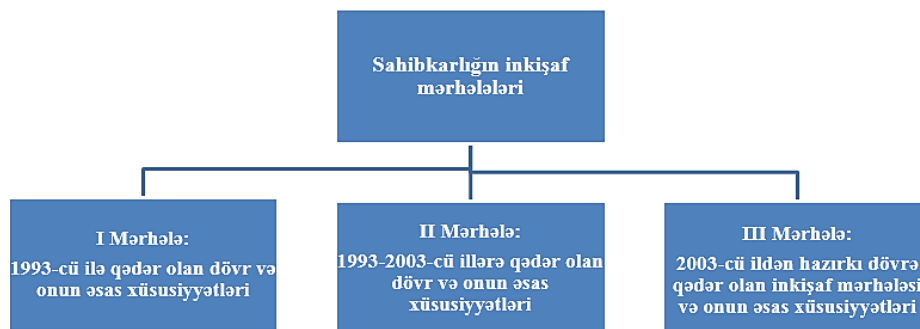 Sahibkarlığın inkişaf
mərhələləri
I Mərhələ:
1993-cü ilə qədər olan dövr və
onun əsas xüsusiyyətləri
II Mərhələ:
1993-2003-cü illərə qədər olan
dövr və onun əsas
xüsusiyyətləri
III Mərhələ:
2003-cü ildən hazırkı dövrə
qədər olan inkişaf mərhələsi
və onun əsas xüsusiyyətləri